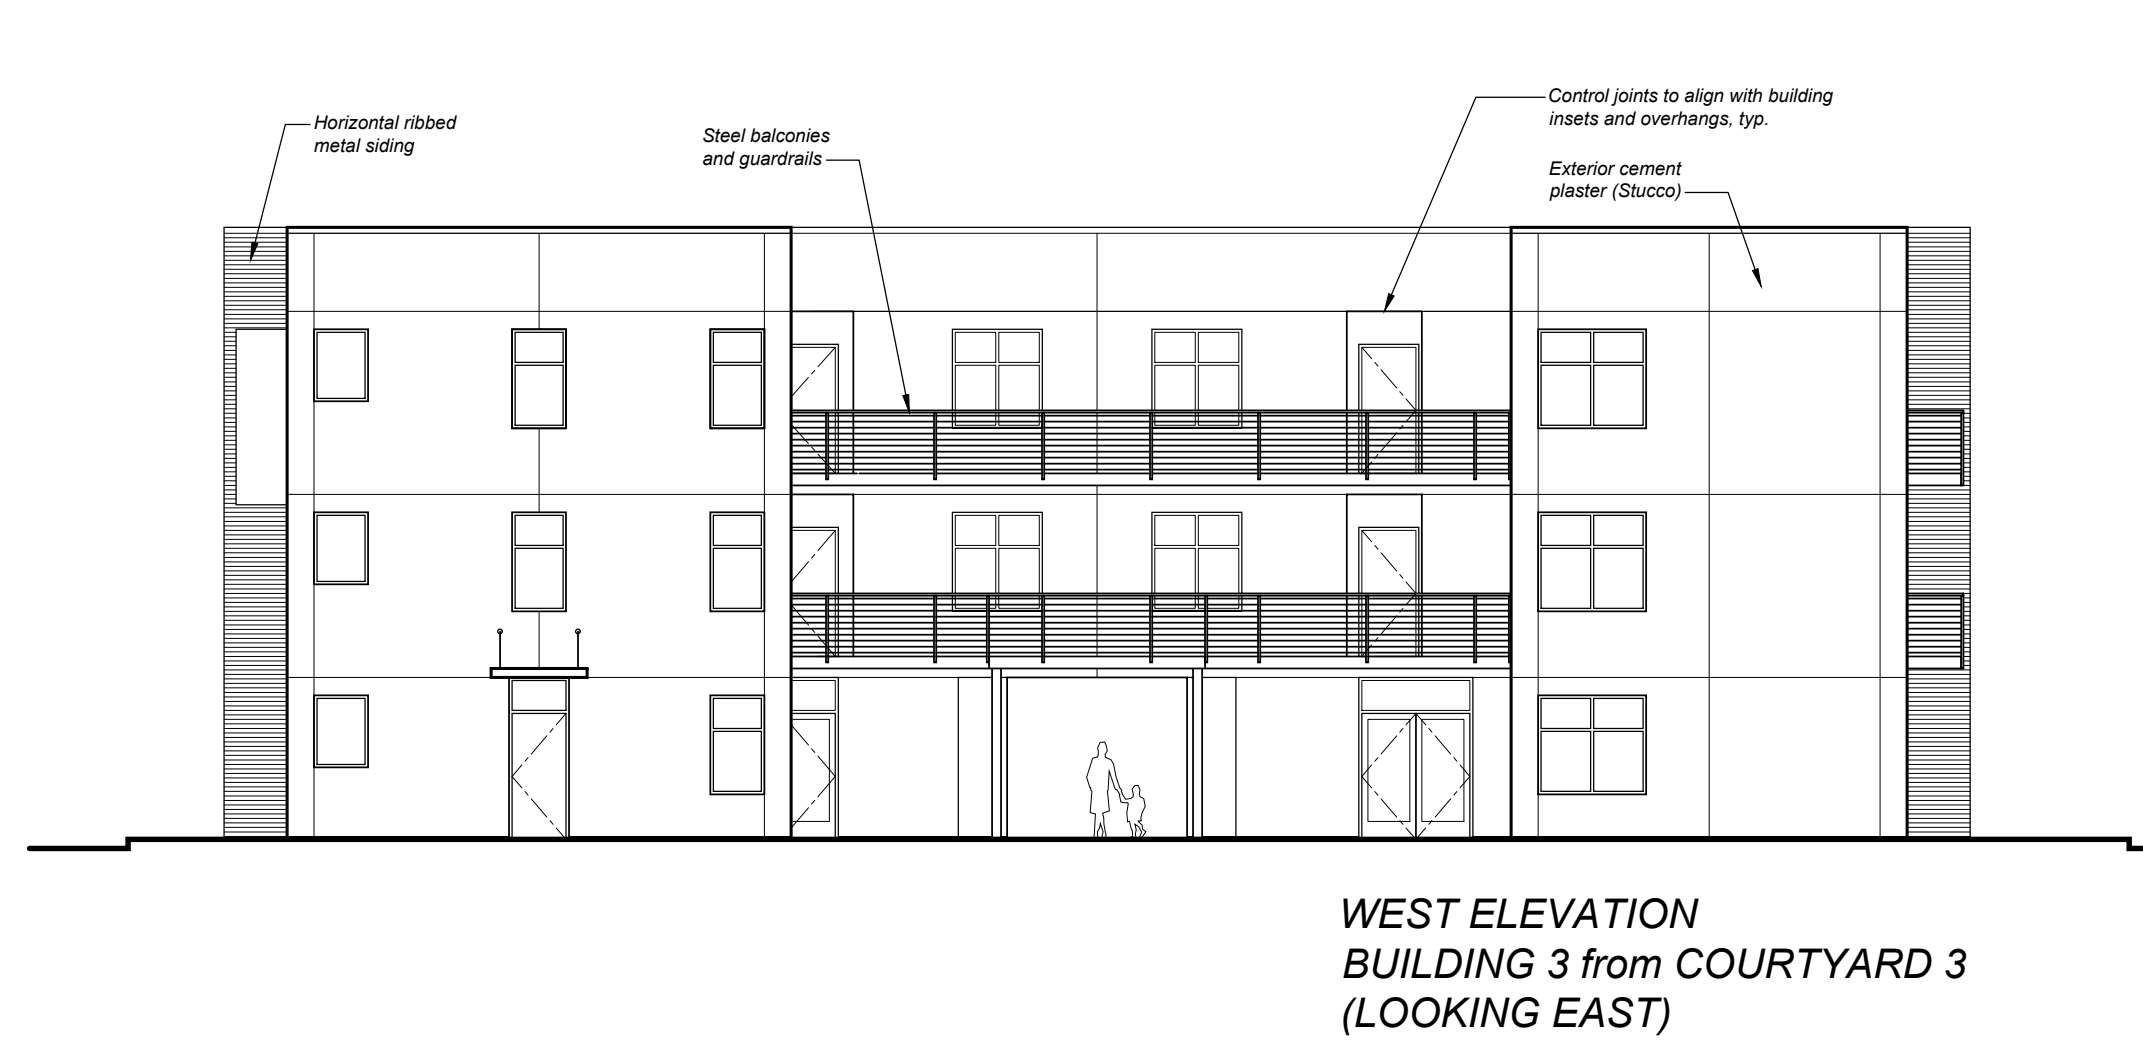 Horizontal ribbed
metal siding
Steel balconies
and guardrails
Control joints to align with building
insets and overhangs, typ.
Exterior cement
plaster (Stucco)
WEST ELEVATION
BUILDING 3 from COURTYARD 3
(LOOKING EAST)